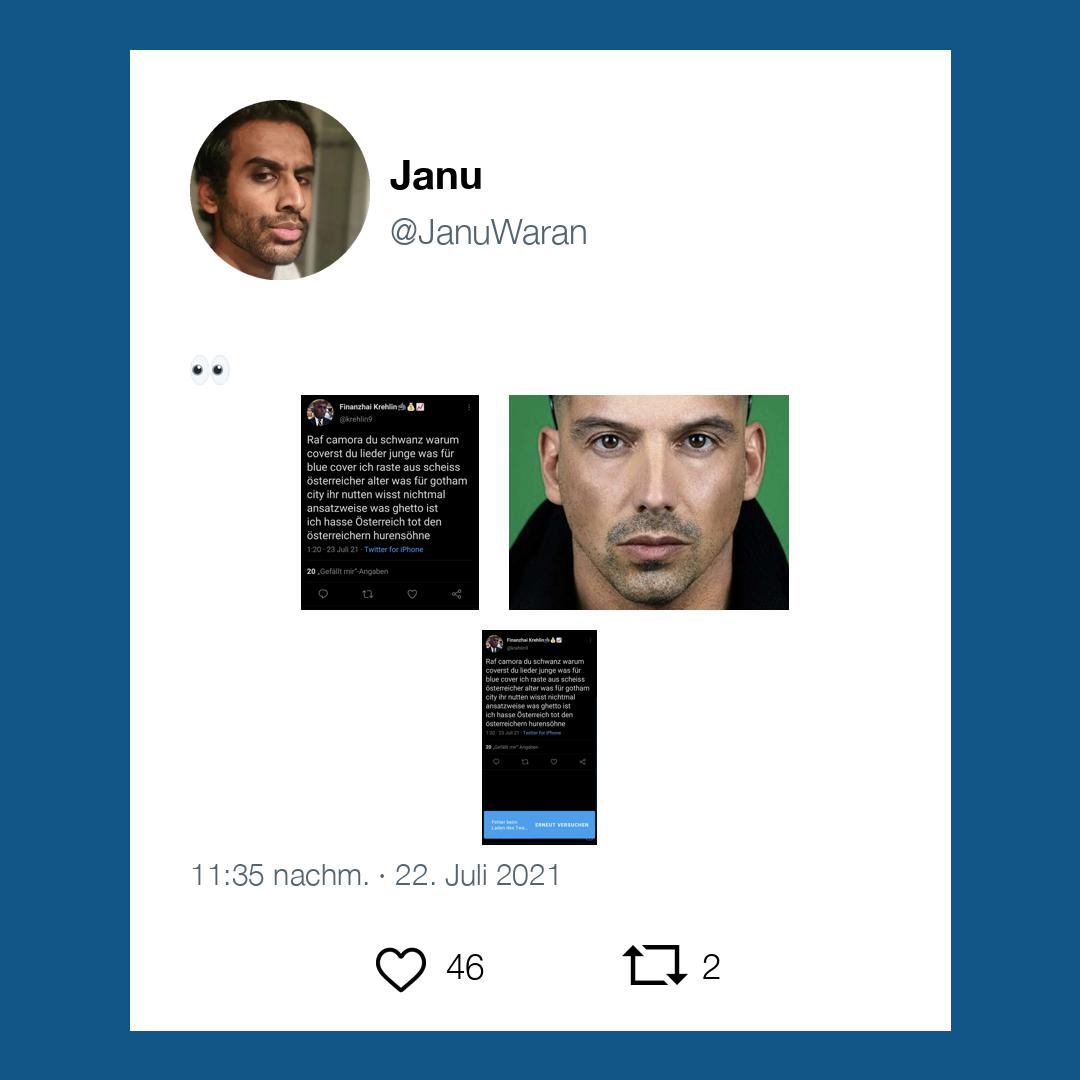 Janu
@JanuWaran
👀
Finanzhai Krehlin🦈💰📈
@krehlin9
Raf camora du schwanz warum
coverst du lieder junge was für
blue cover ich raste aus scheiss
österreicher alter was für gotham
city ihr nutten wisst nichtmal
ansatzweise was ghetto ist
ich hasse Österreich tot den
österreichern hurensöhne
1:20 · 23 Juli 21 · Twitter for iPhone
20 „Gefällt mir“-Angaben
Finanzhai Krehlin🦈💰📈
@krehlin9
Raf camora du schwanz warum
coverst du lieder junge was für
blue cover ich raste aus scheiss
österreicher alter was für gotham
city ihr nutten wisst nichtmal
ansatzweise was ghetto ist
ich hasse Österreich tot den
österreichern hurensöhne
1:20 · 23 Juli 21 · Twitter for iPhone
20 „Gefällt mir“-Angaben
Fehler beim
Laden des Twe...
ERNEUT VERSUCHEN
11:35 nachm. · 22. Juli 2021
46
2